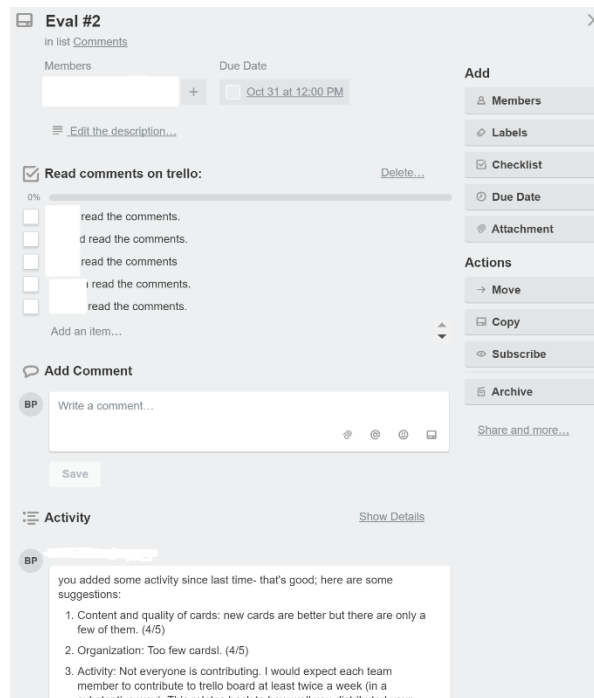 Eval #2
in list Comments
Members
Due Date
Oct 31 at 12:00 PM
Edit the description…
Read comments on trello:
Delete…
0%
read the comments.
d read the comments.
read the comments
read the comments.
read the comments.
Add an item…
Add Comment
BP
Write a comment…
Save
Activity
Show Details
BP
you added some activity since last time- that's good; here are some
suggestions:
1. Content and quality of cards: new cards are better but there are only a
few of them. (4/5)
2. Organization: Too few cardsl. (4/5)
3. Activity: Not everyone is contributing. I would expect each team
member to contribute to trello board at least twice a week (in a
Add
Members
Labels
Checklist
Due Date
Attachment
Actions
Move
Copy
Subscribe
Archive
Share and more…